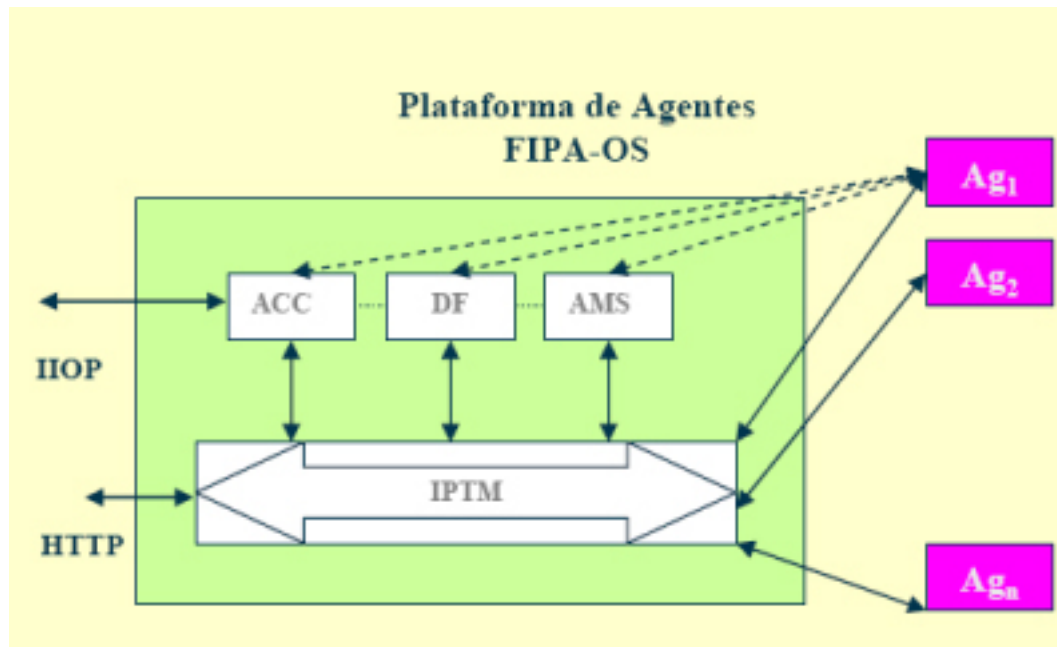 Plataforma de Agentes
FIPA-OS
Ag1
Ag2
ACC
DF
AMS
IIOP
IPTM
HTTP
Agn